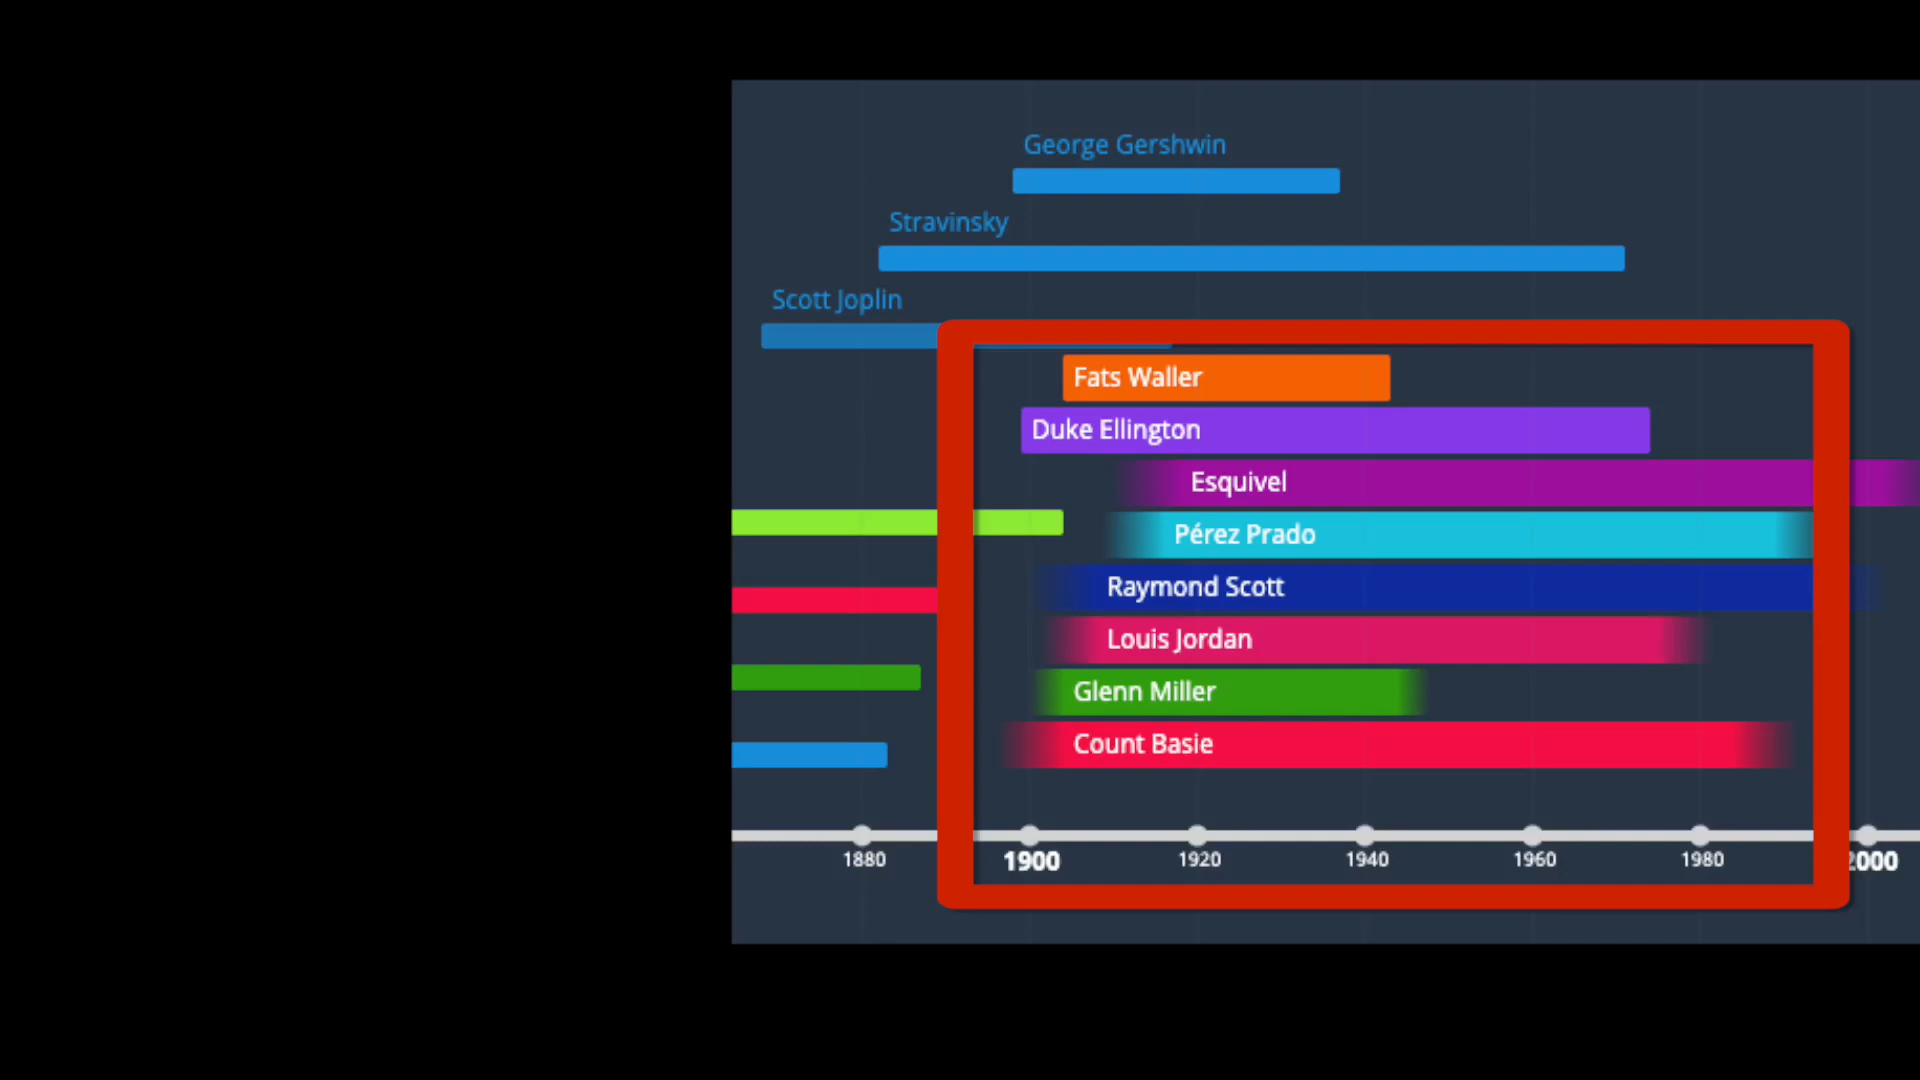 George Gershwin
Stravinsky
Scott Joplin
Fats Waller
Duke Ellington
Esquivel
Pérez Prado
Raymond Scott
Louis Jordan
Glenn Miller
Count Basie
1880 1900 1920 1940 1960 1980 2000